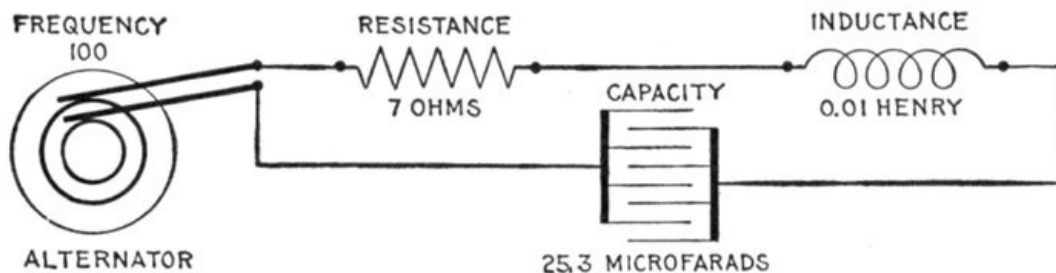 FREQUENCY
100
RESISTANCE
7 OHMS
INDUCTANCE
0.01 HENRY
CAPACITY
25.3 MICROFARADS
ALTERNATOR